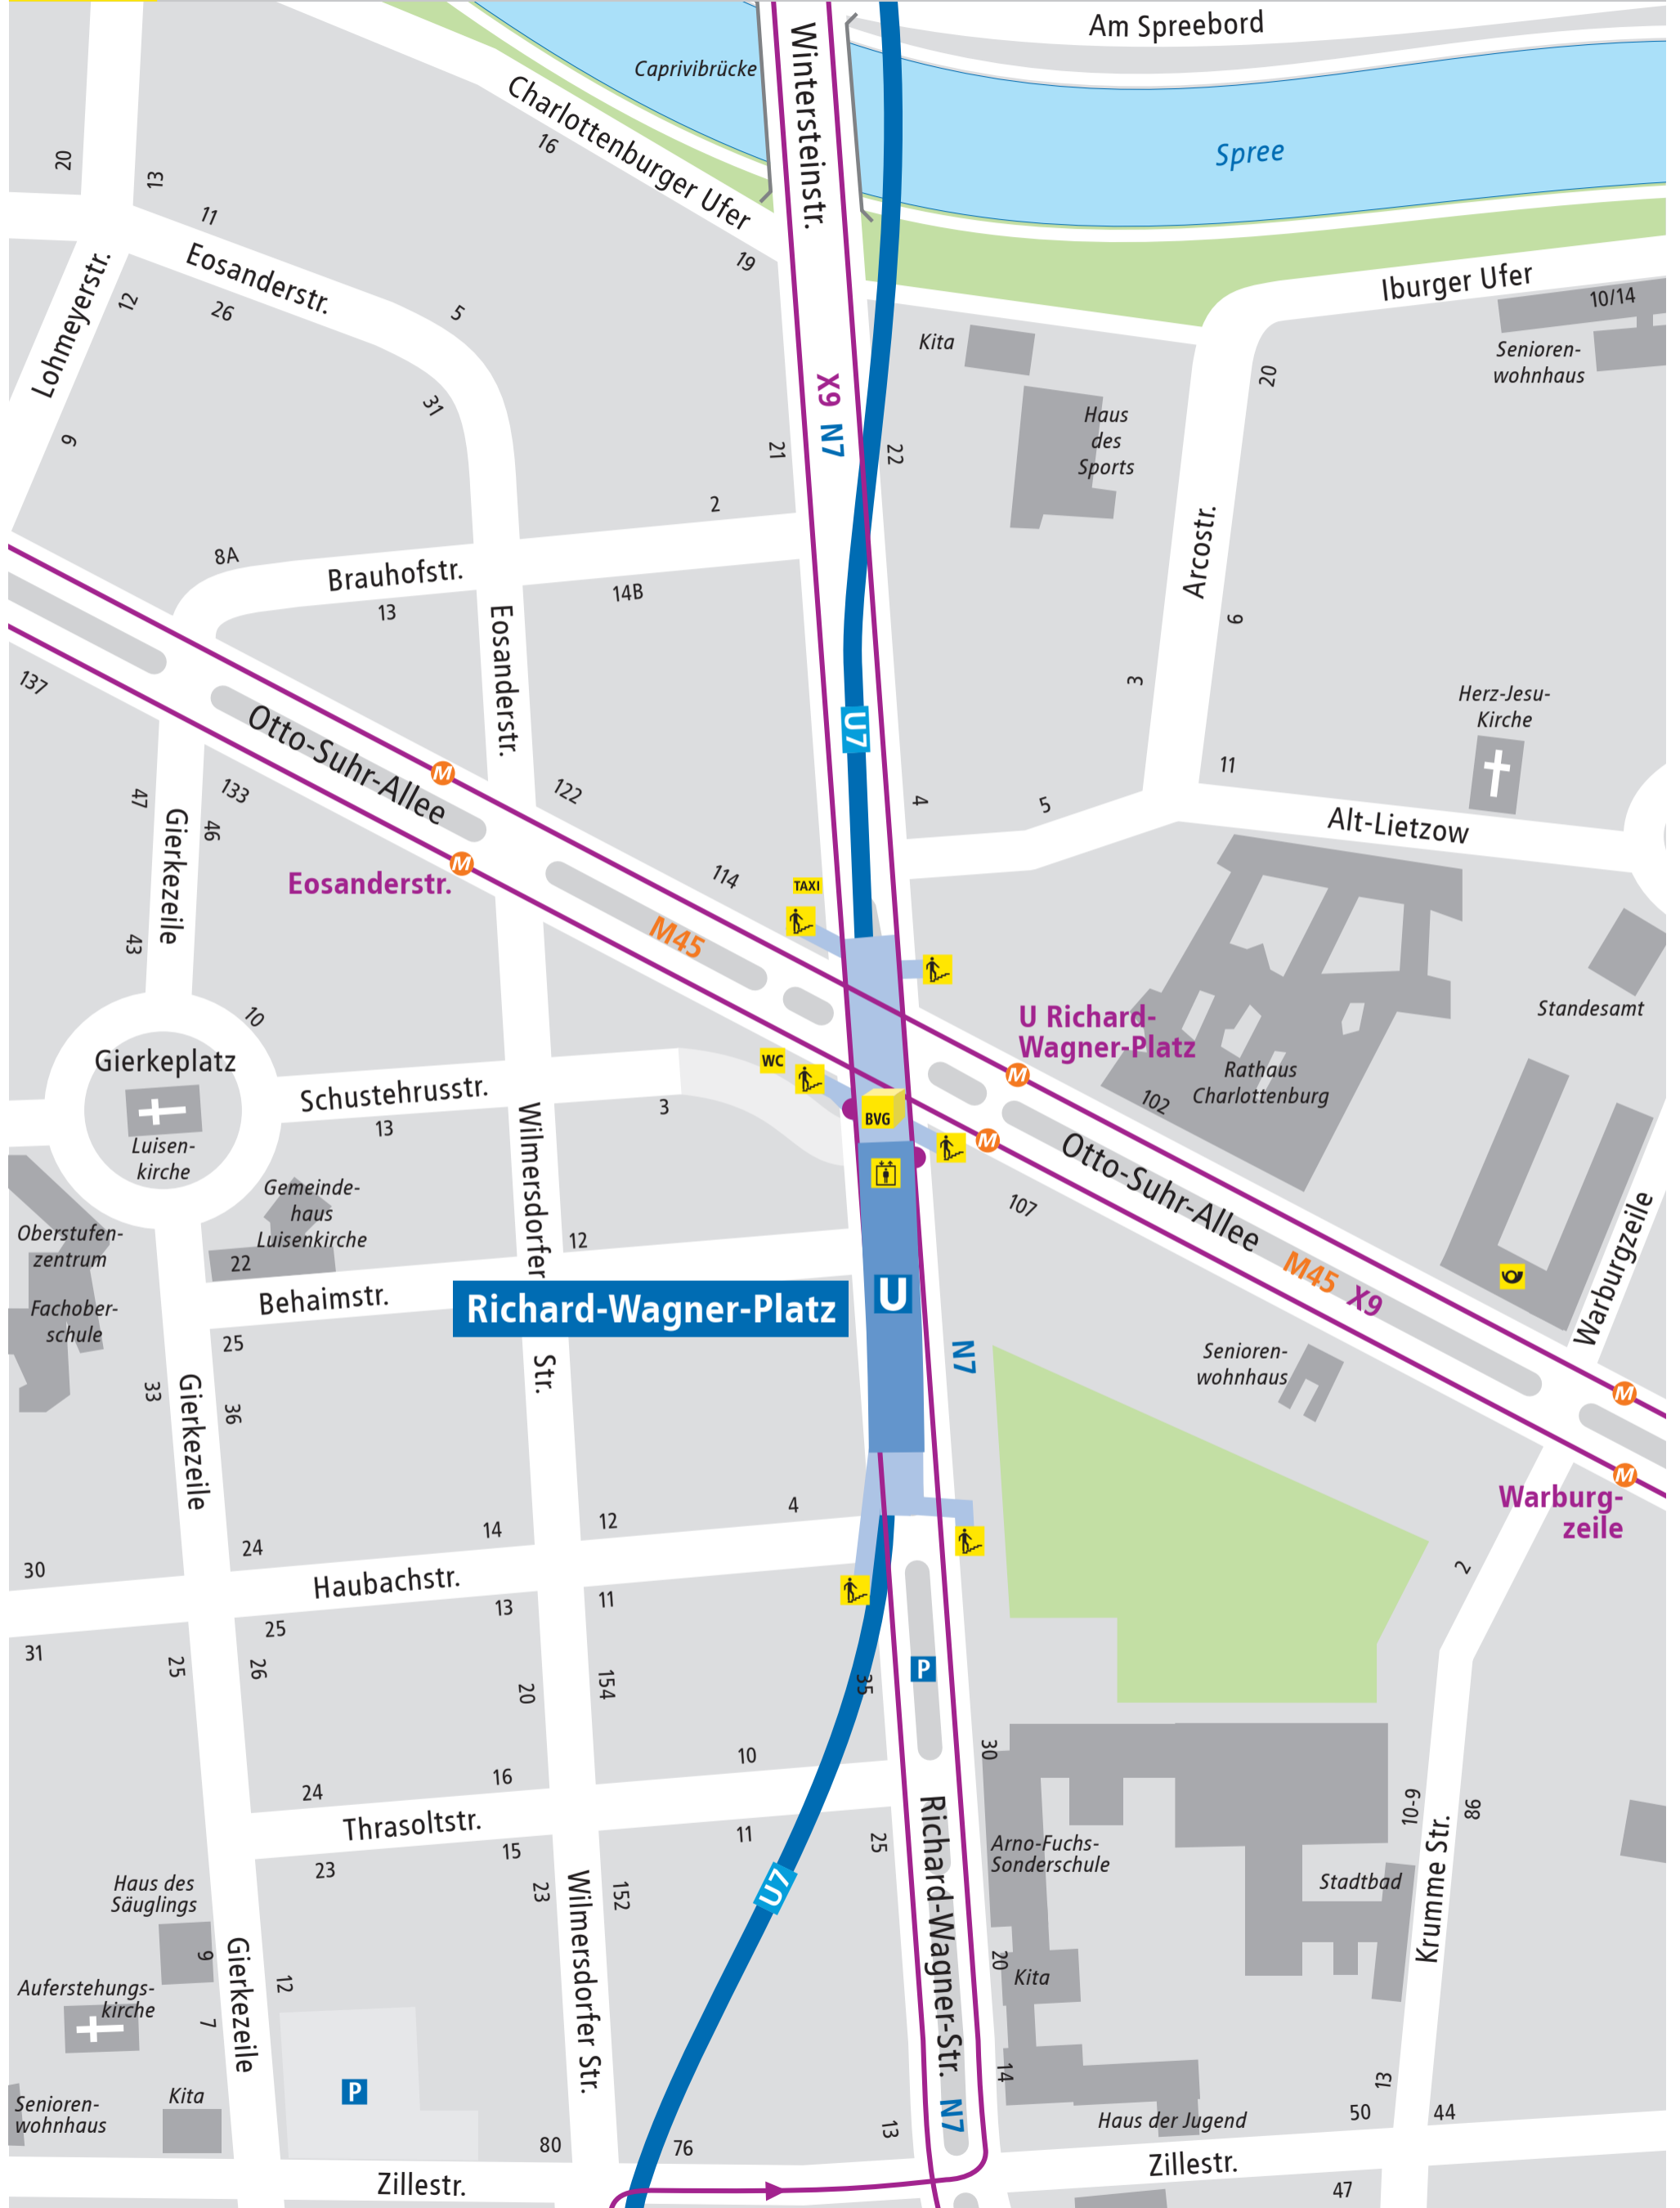 Am Spreebord
Caprivibrücke
Wintersteinstr.
Charlottenburger Ufer
16
Spree
20
13
11
19
Eosanderstr.
Iburger Ufer
10/14
Lohmeyerstr.
12
26
5
Kita
Senioren-
wohnhaus
20
31
X9
N7
Haus
des
Sports
9
21
22
2
Arcostr.
8A
Brauhofstr.
13
14B
6
Eosanderstr.
3
137
Herz-Jesu-
Kirche
Otto-Suhr-Allee
U7
M
11
47
133
122
4
5
Alt-Lietzow
Gierkezeile
46
M
Eosanderstr.
114
TAXI
43
M45
Standesamt
10
U Richard-
Wagner-Platz
Gierkeplatz
WC
M
Rathaus
Charlottenburg
Schustehrusstr.
13
3
BVG
102
Luisen-
kirche
M
Otto-Suhr-Allee
Wilmersdorfer
Str.
Gemeinde-
haus
Luisenkirche
107
Oberstufen-
zentrum
12
22
M45 X9
Warburgzeile
Behaimstr.
Richard-Wagner-Platz
U
Fachober-
schule
25
N7
Senioren-
wohnhaus
33
Gierkezeile
36
M
M
Warburg-
zeile
4
14
12
24
30
Haubachstr.
2
13
11
25
31
25
26
20
154
35
P
10
30
16
24
10-9
86
Thrasoltstr.
11
25
15
23
Richard-Wagner-Str.
Arno-Fuchs-
Sonderschule
Krumme Str.
Haus des
Säuglings
23
152
Stadtbad
Wilmersdorfer Str.
U7
9
Gierkezeile
12
20
Kita
Auferstehungs-
kirche
7
14
13
P
Senioren-
wohnhaus
Kita
N7
13
Haus der Jugend
50
44
80
76
Zillestr.
Zillestr.
47